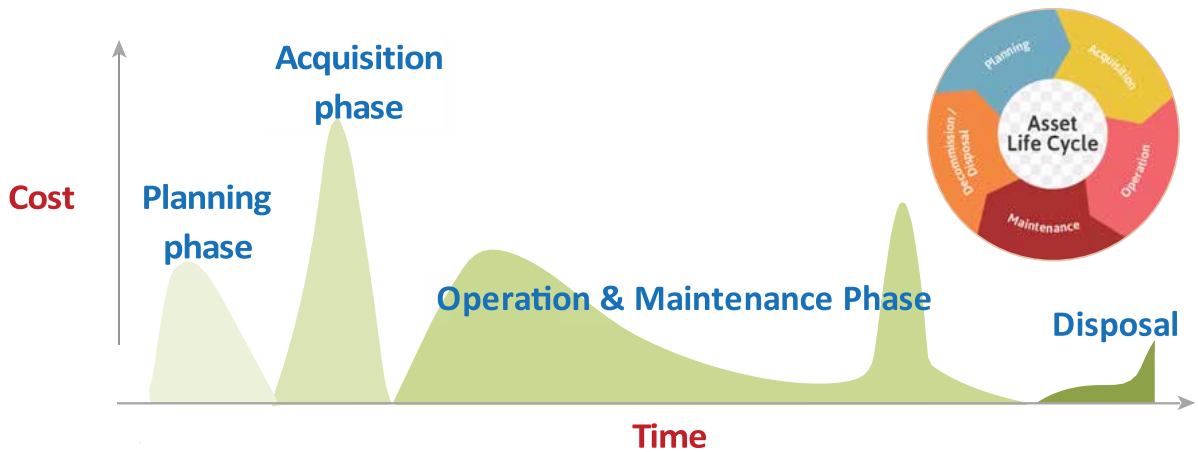 Acquisition
phase
Planning
phase
Cost
Operation & Maintenance Phase
Disposal
Time
Planning
Acquisition
Operation
Maintenance
Decommission /
Disposal
Asset
Life Cycle